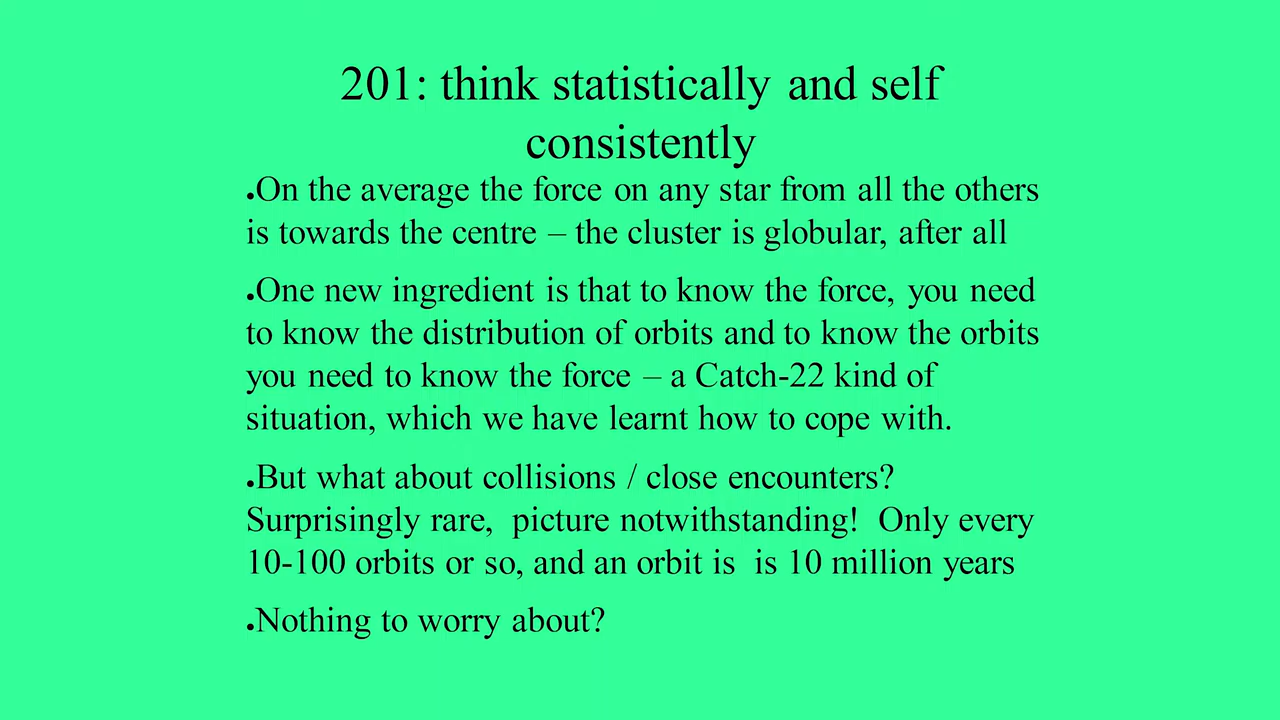 201: think statistically and self
consistently
●On the average the force on any star from all the others
is towards the centre – the cluster is globular, after all
●One new ingredient is that to know the force, you need
to know the distribution of orbits and to know the orbits
you need to know the force – a Catch-22 kind of
situation, which we have learnt how to cope with.
●But what about collisions / close encounters?
Surprisingly rare,  picture notwithstanding!  Only every
10-100 orbits or so, and an orbit is  is 10 million years
●Nothing to worry about?